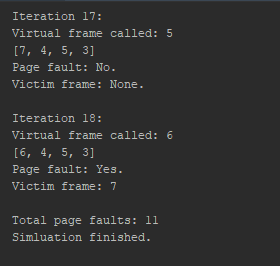 Iteration 17:
Virtual frame called: 5
[7, 4, 5, 3]
Page fault: No.
Victim frame: None.
Iteration 18:
Virtual frame called: 6
[6, 4, 5, 3]
Page fault: Yes.
Victim frame: 7
Total page faults: 11
Simluation finished.